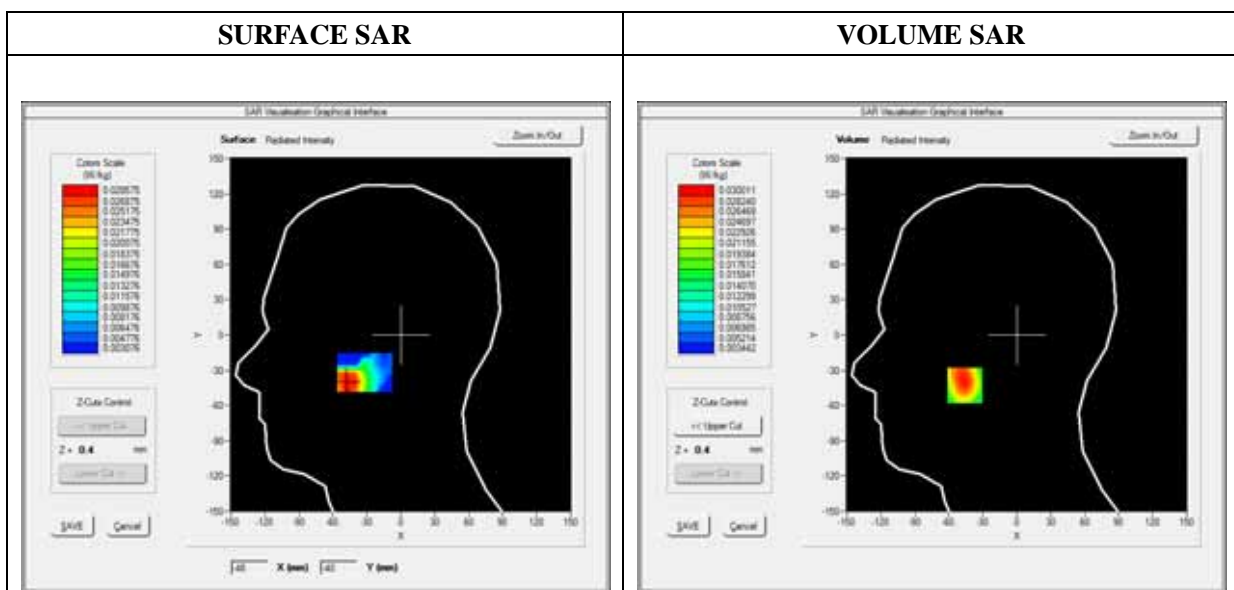 SURFACE SAR
VOLUME SAR
SAR Visualisation Graphical Interface
Surface Radiated Intensity
Zoom In/Out
Colors Scale
(W/kg)
0.028575
0.026875
0.025175
0.023475
0.021775
0.020075
0.018375
0.016675
0.014976
0.013276
0.011576
0.009876
0.008176
0.006476
0.004776
0.003076
Z-Cuts Control
<< Upper Cut
Z = 0.4 mm
Lower Cut >>
SAVE Cancel
150
120
90
60
30
0
-30
-60
-90
-120
-150
Y
-150 -120 -90 -60 -30 0 30 60 90 120 150
X
X (mm) Y (mm)
SAR Visualisation Graphical Interface
Volume Radiated Intensity
Zoom In/Out
Colors Scale
(W/kg)
0.030011
0.028240
0.026469
0.024697
0.022926
0.021155
0.019384
0.017612
0.015841
0.014070
0.012299
0.010527
0.008756
0.006985
0.005214
0.003442
Z-Cuts Control
<< Upper Cut
Z = 0.4 mm
Lower Cut >>
SAVE Cancel
150
120
90
60
30
0
-30
-60
-90
-120
-150
Y
-150 -120 -90 -60 -30 0 30 60 90 120 150
X